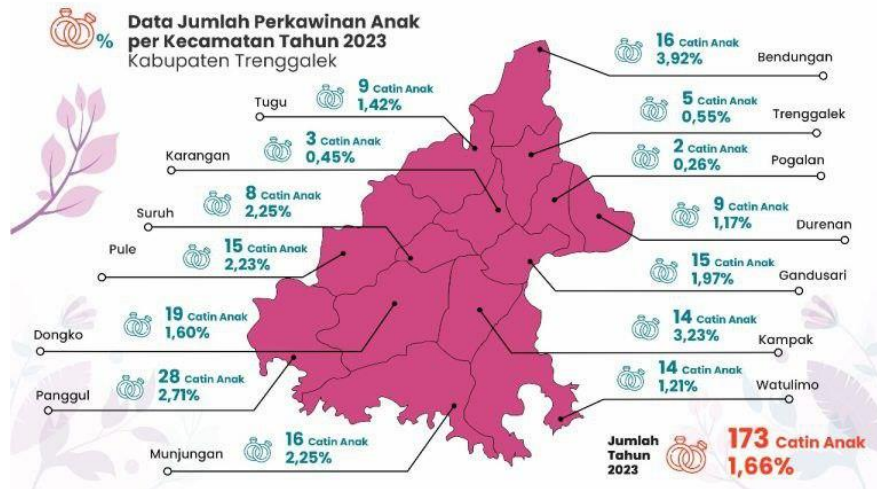 Data Jumlah Perkawinan Anak
per Kecamatan Tahun 2023
Kabupaten Trenggalek
%
16 Catin Anak
3,92%
Bendungan
9 Catin Anak
1,42%
Tugu
5 Catin Anak
0,55%
Trenggalek
3 Catin Anak
0,45%
Karangan
2 Catin Anak
0,26%
Pogalan
8 Catin Anak
2,25%
Suruh
9 Catin Anak
1,17%
Durenan
15 Catin Anak
2,23%
Pule
15 Catin Anak
1,97%
Gandusari
19 Catin Anak
1,60%
Dongko
14 Catin Anak
3,23%
Kampak
28 Catin Anak
2,71%
Panggul
14 Catin Anak
1,21%
Watulimo
16 Catin Anak
2,25%
Munjungan
Jumlah
Tahun
2023
173 Catin Anak
1,66%